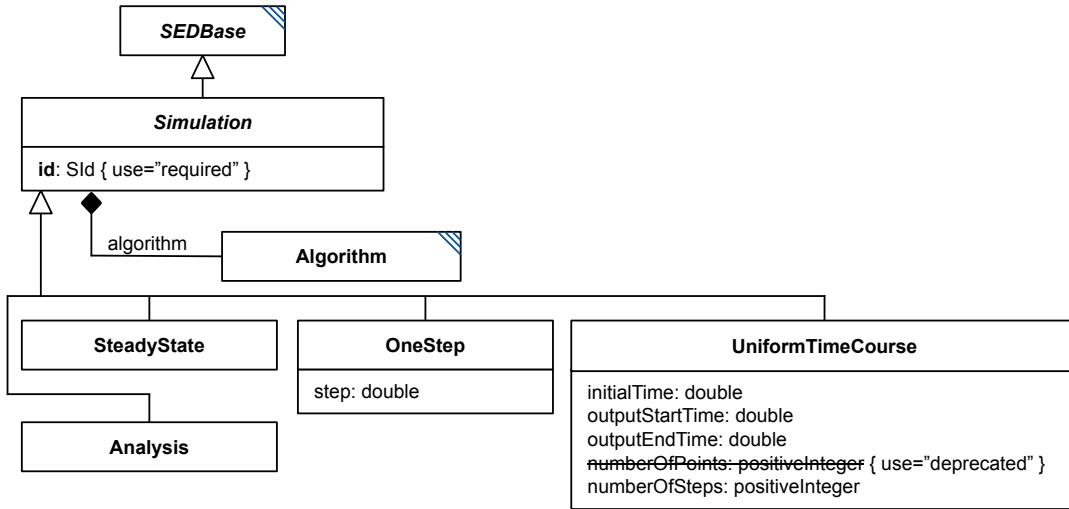 SEDBase
Simulation
id: SId { use=”required” }
algorithm
Algorithm
SteadyState
OneStep
step: double
UniformTimeCourse
initialTime: double
outputStartTime: double
outputEndTime: double
numberOfPoints: positiveInteger { use=”deprecated” }
numberOfSteps: positiveInteger
Analysis